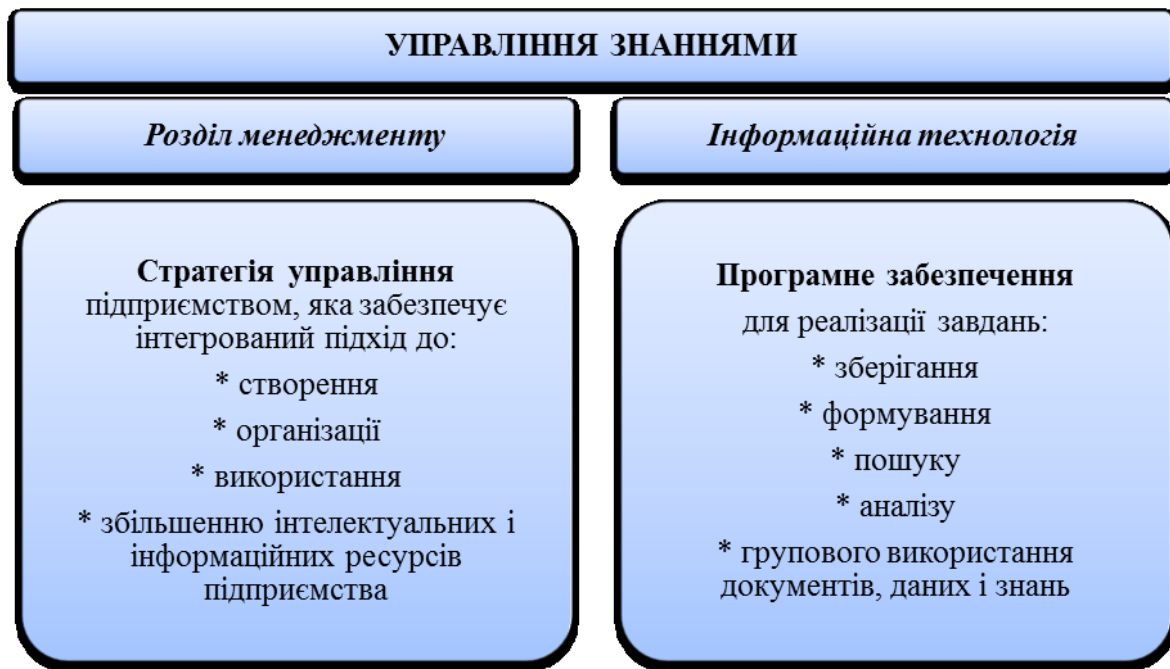 УПРАВЛІННЯ ЗНАННЯМИ
Розділ менеджменту
Інформаційна технологія
Стратегія управління
підприємством, яка забезпечує
інтегрований підхід до:
* створення
* організації
* використання
* збільшенню інтелектуальних і
інформаційних ресурсів
підприємства
Програмне забезпечення
для реалізації завдань:
* зберігання
* формування
* пошуку
* аналізу
* групового використання
документів, даних і знань